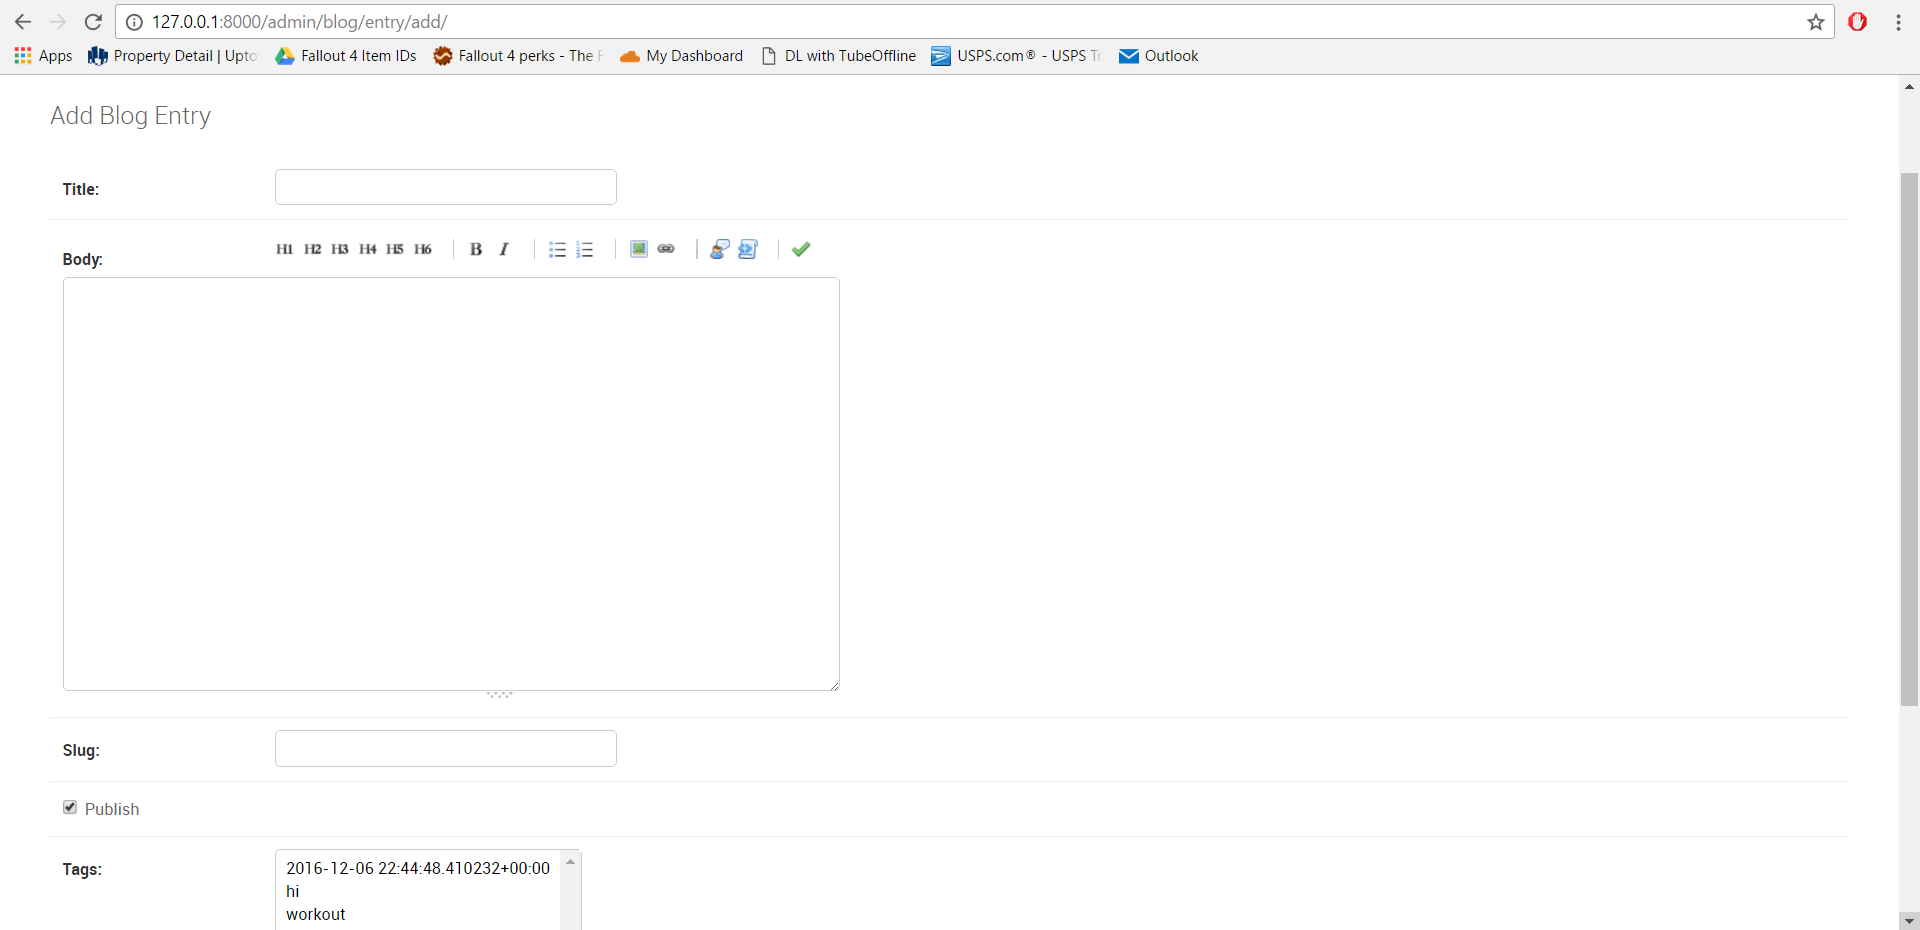 127.0.0.1:8000/admin/blog/entry/add/
Apps Property Detail | Upto Fallout 4 Item IDs Fallout 4 perks - The F My Dashboard DL with TubeOffline USPS.com® - USPS Tr Outlook
Add Blog Entry
Title:
Body: H1 H2 H3 H4 H5 H6 B I
Slug:
Publish
Tags: 2016-12-06 22:44:48.410232+00:00
hi
workout